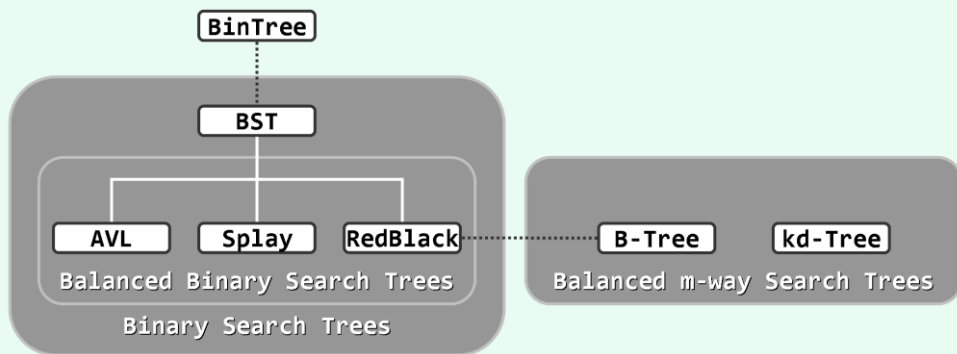 BinTree
BST
AVL Splay RedBlack B-Tree kd-Tree
Balanced Binary Search Trees Balanced m-way Search Trees
Binary Search Trees